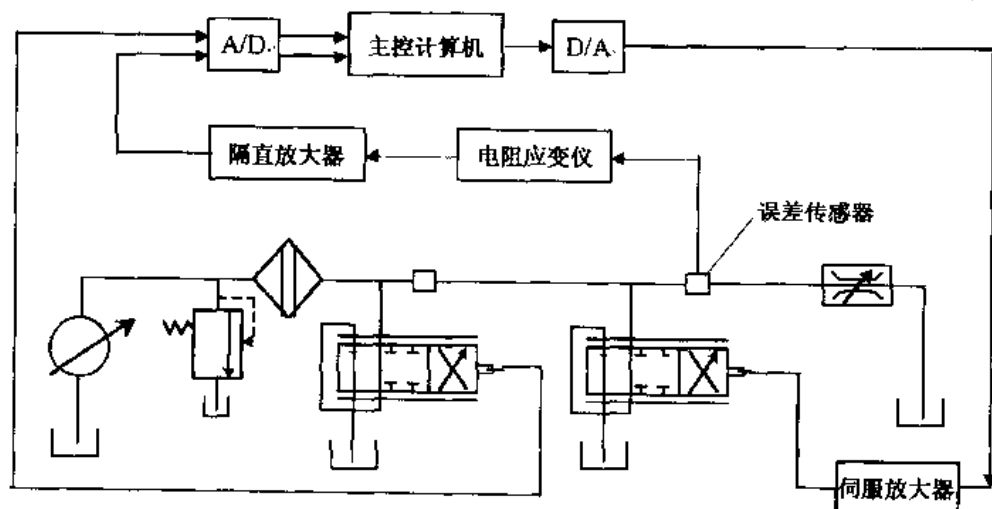 A/D
主控计算机
D/A
隔直放大器
电阻应变仪
误差传感器
伺服放大器